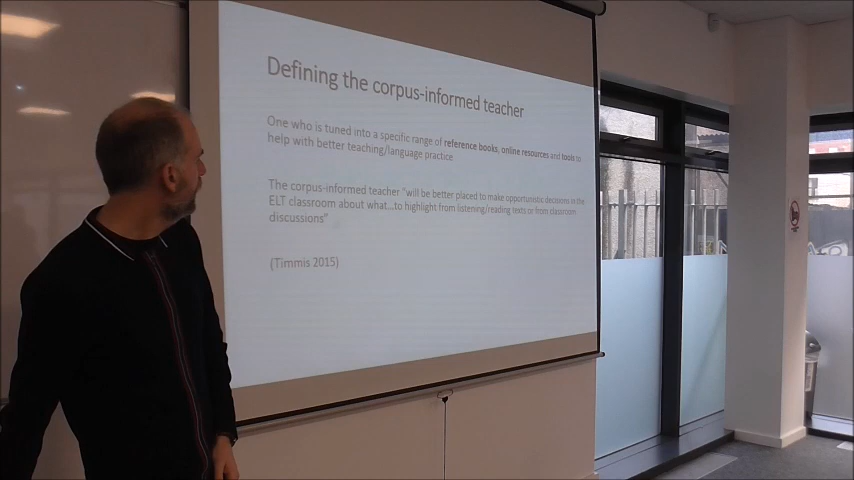 Defining the corpus-informed teacher
One who is tuned into a specific range of reference books, online resources and tools to
help with better teaching/language practice
The corpus-informed teacher "will be better placed to make opportunistic decisions in the
ELT classroom about what...to highlight from listening/reading texts or from classroom
discussions"
(Timmis 2015)